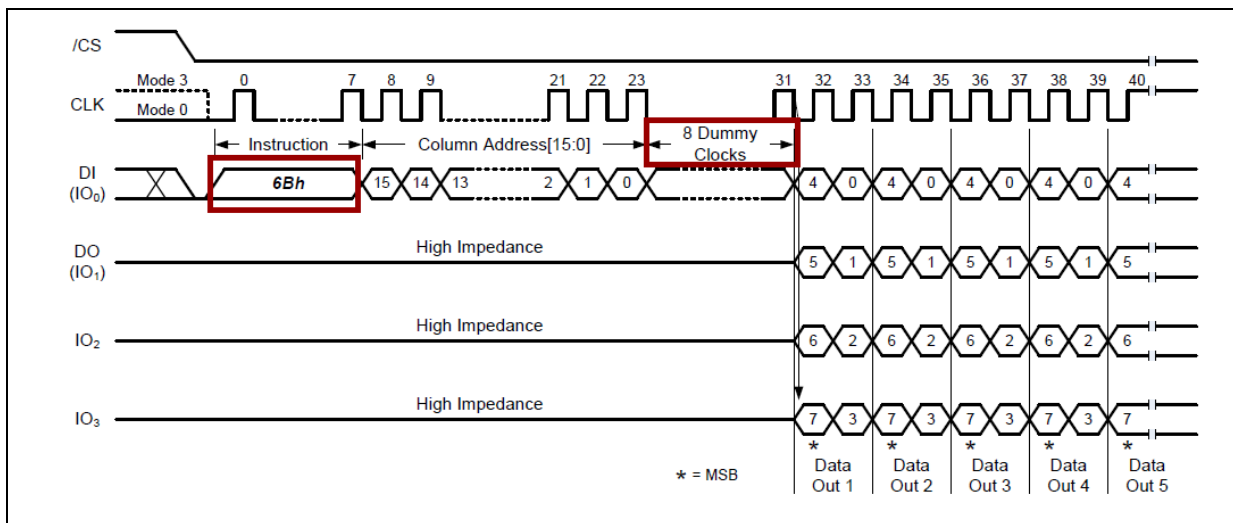 /CS
Mode 3 0 7 8 9 21 22 23 31 32 33 34 35 36 37 38 39 40
CLK
Mode 0
Instruction Column Address[15:0] 8 Dummy
Clocks
DI
(IO0)
6Bh 15 14 13 2 1 0 4 0 4 0 4 0 4 0 4
High Impedance
DO
(IO1)
5 1 5 1 5 1 5 1 5
High Impedance
IO2 6 2 6 2 6 2 6 2 6
High Impedance
IO3 7 3 7 3 7 3 7 3 7
* * * * *
* = MSB
Data Data Data Data Data
Out 1 Out 2 Out 3 Out 4 Out 5